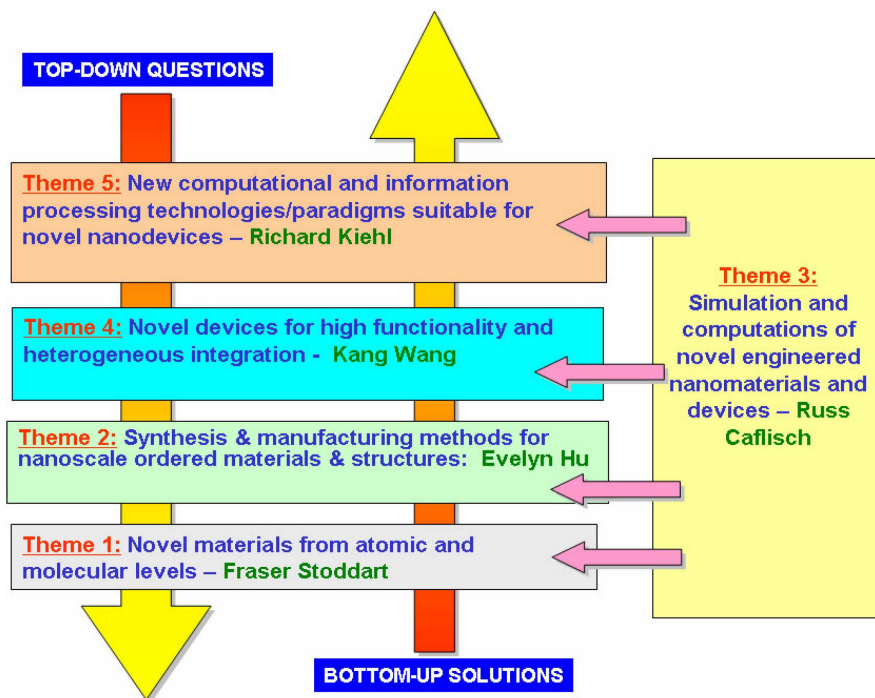 TOP-DOWN QUESTIONS
Theme 5: New computational and information
processing technologies/paradigms suitable for
novel nanodevices – Richard Kiehl
Theme 4: Novel devices for high functionality and
heterogeneous integration - Kang Wang
Theme 2: Synthesis & manufacturing methods for
nanoscale ordered materials & structures: Evelyn Hu
Theme 1: Novel materials from atomic and
molecular levels – Fraser Stoddart
Theme 3:
Simulation and
computations of
novel engineered
nanomaterials and
devices – Russ
Caflisch
BOTTOM-UP SOLUTIONS